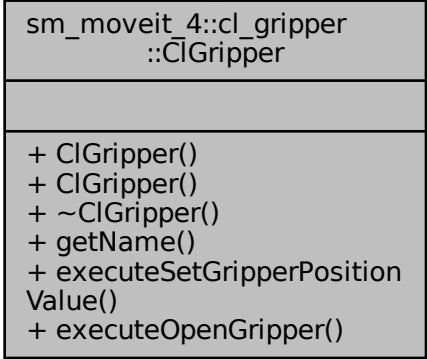 sm_moveit_4::cl_gripper
::ClGripper
+ ClGripper()
+ ClGripper()
+ ~ClGripper()
+ getName()
+ executeSetGripperPosition
Value()
+ executeOpenGripper()